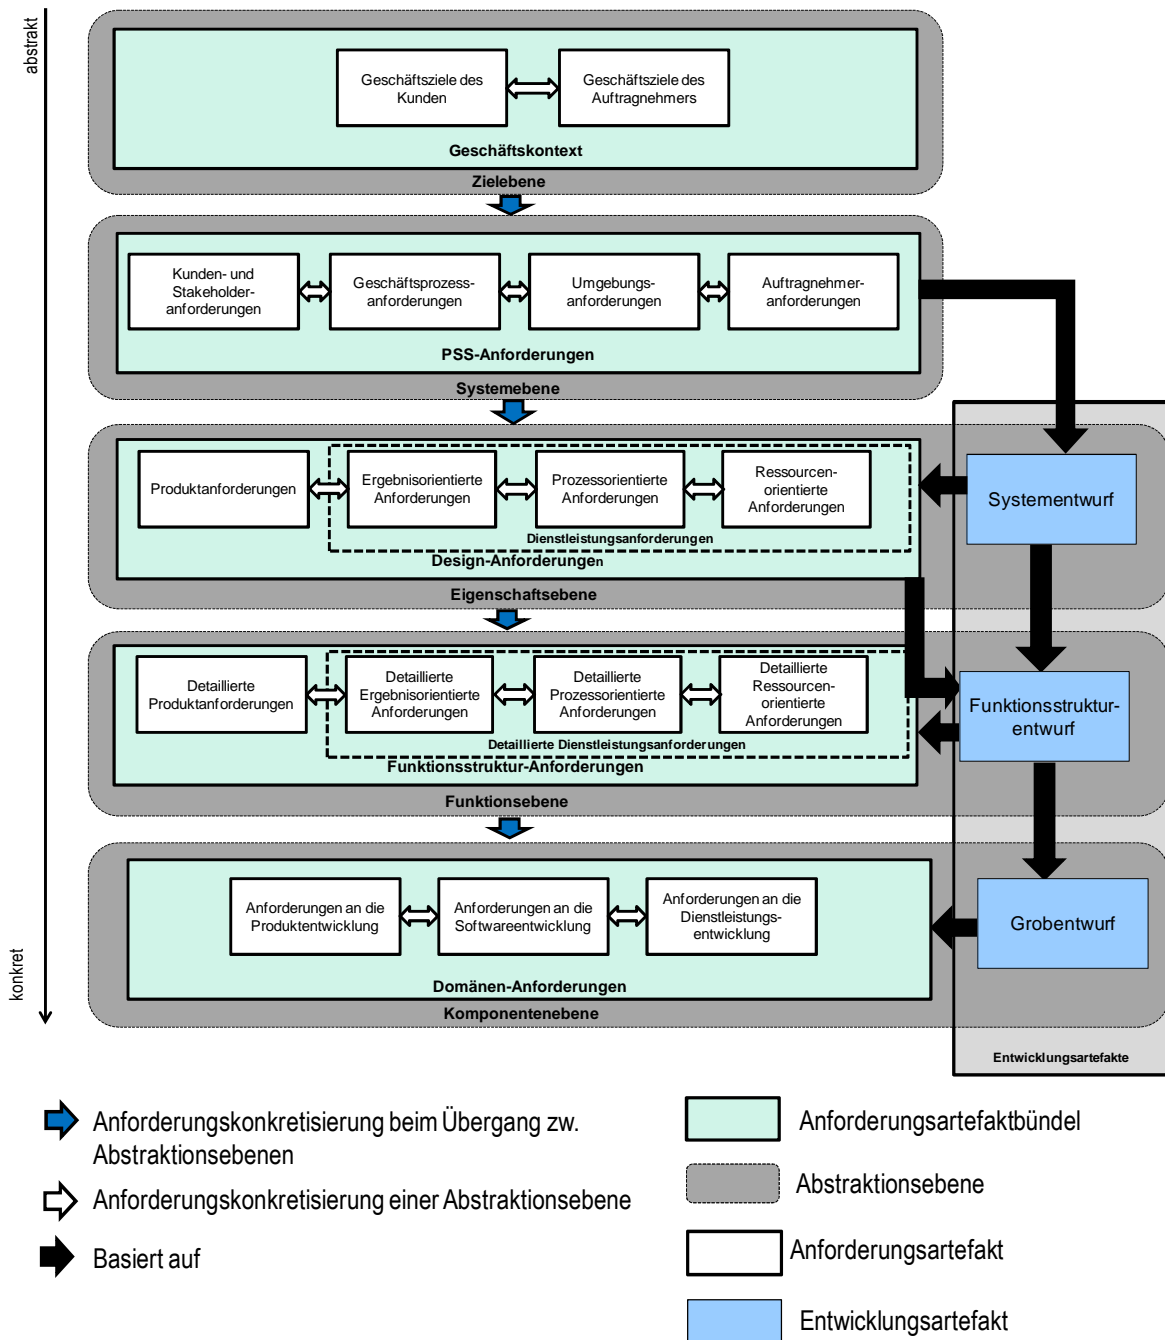 abstrakt
Geschäftsziele des
Kunden
Geschäftsziele des
Auftragnehmers
Geschäftskontext
Zielebene
Kunden- und
Stakeholder-
anforderungen
Geschäftsprozess-
anforderungen
Umgebungs-
anforderungen
Auftragnehmer-
anforderungen
PSS-Anforderungen
Systemebene
Produktanforderungen
Ergebnisorientierte
Anforderungen
Prozessorientierte
Anforderungen
Ressourcen-
orientierte
Anforderungen
Dienstleistungsanforderungen
Design-Anforderungen
Eigenschaftsebene
Systementwurf
Detaillierte
Produktanforderungen
Detaillierte
Ergebnisorientierte
Anforderungen
Detaillierte
Prozessorientierte
Anforderungen
Detaillierte
Ressourcen-
orientierte
Anforderungen
Detaillierte Dienstleistungsanforderungen
Funktionsstruktur-Anforderungen
Funktionsebene
Funktionsstruktur-
entwurf
Anforderungen an die
Produktentwicklung
Anforderungen an die
Softwareentwicklung
Anforderungen an die
Dienstleistungs-
entwicklung
Domänen-Anforderungen
Komponentenebene
Grobentwurf
Entwicklungsartefakte
konkret
Anforderungskonkretisierung beim Übergang zw.
Abstraktionsebenen
Anforderungskonkretisierung einer Abstraktionsebene
Basiert auf
Anforderungsartefaktbündel
Abstraktionsebene
Anforderungsartefakt
Entwicklungsartefakt